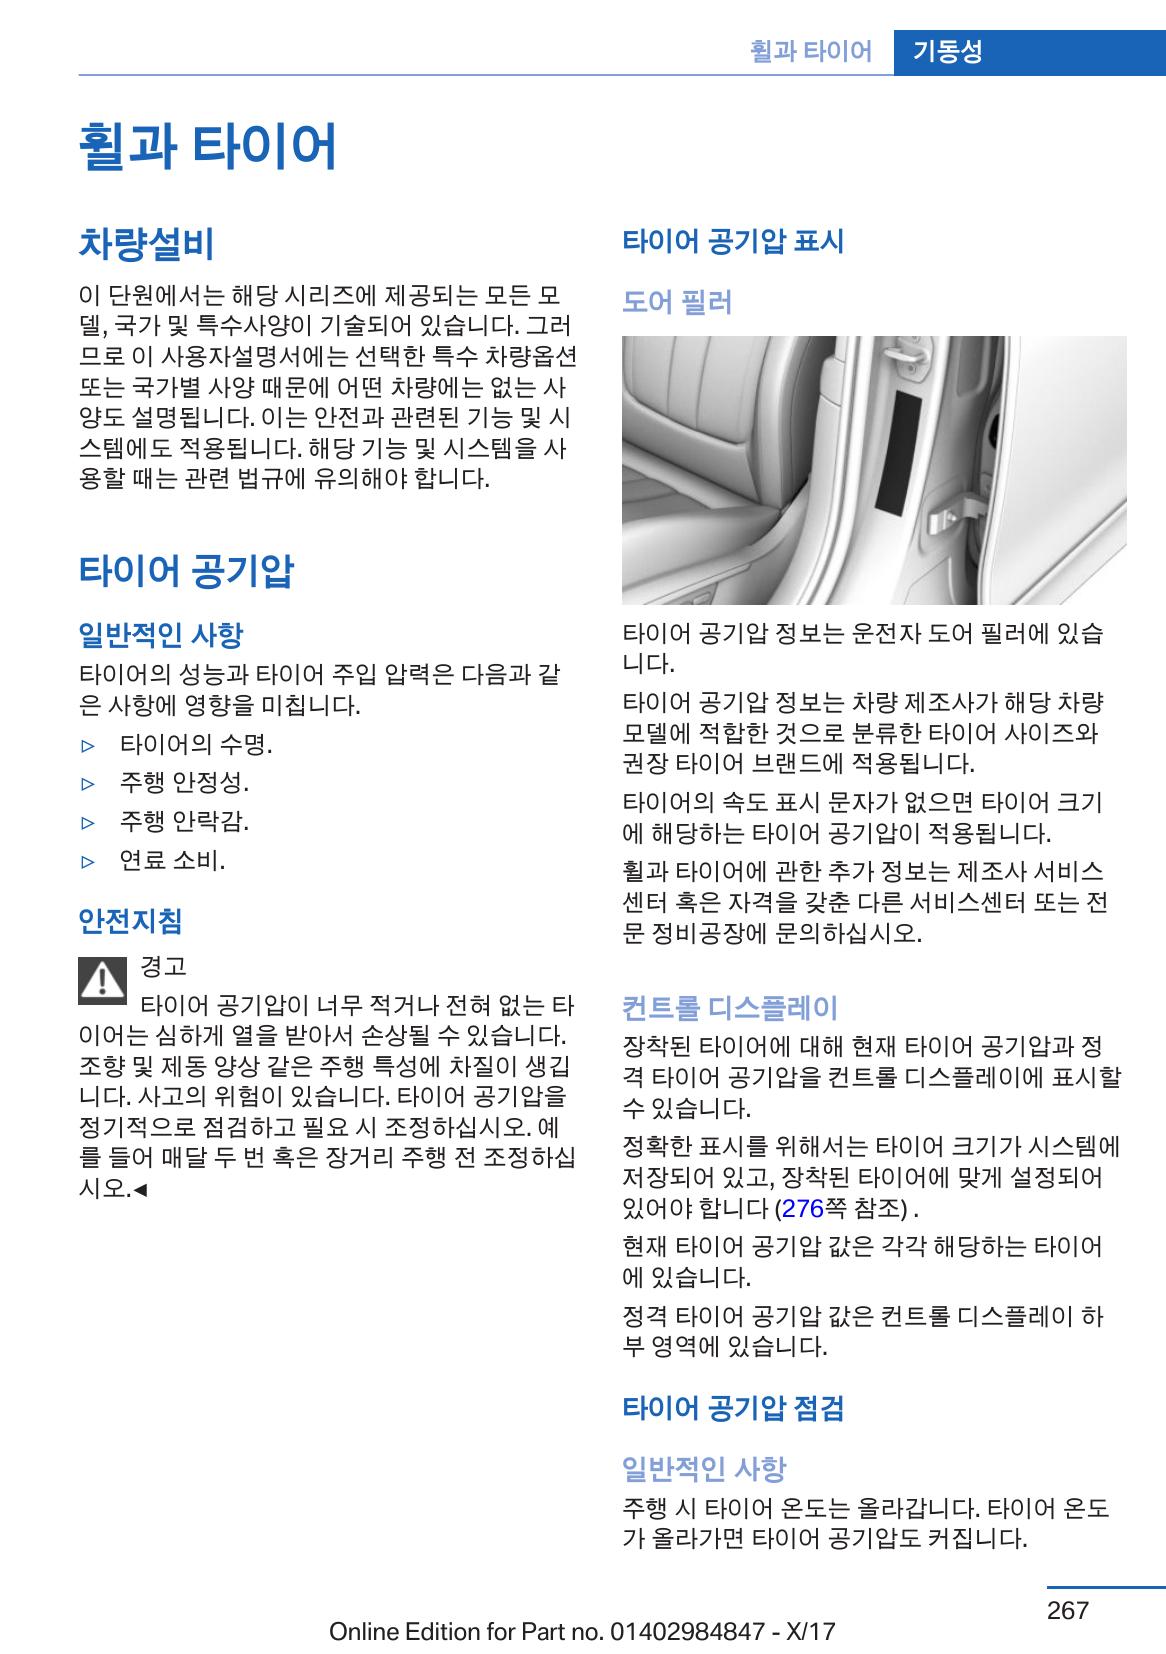 휠과 타이어 기동성
휠과 타이어
차량설비
이 단원에서는 해당 시리즈에 제공되는 모든 모
델, 국가 및 특수사양이 기술되어 있습니다. 그러
므로 이 사용자설명서에는 선택한 특수 차량옵션
또는 국가별 사양 때문에 어떤 차량에는 없는 사
양도 설명됩니다. 이는 안전과 관련된 기능 및 시
스템에도 적용됩니다. 해당 기능 및 시스템을 사
용할 때는 관련 법규에 유의해야 합니다.
타이어 공기압
일반적인 사항
타이어의 성능과 타이어 주입 압력은 다음과 같
은 사항에 영향을 미칩니다.
▷ 타이어의 수명.
▷ 주행 안정성.
▷ 주행 안락감.
▷ 연료 소비.
안전지침
경고
타이어 공기압이 너무 적거나 전혀 없는 타
이어는 심하게 열을 받아서 손상될 수 있습니다.
조향 및 제동 양상 같은 주행 특성에 차질이 생깁
니다. 사고의 위험이 있습니다. 타이어 공기압을
정기적으로 점검하고 필요 시 조정하십시오. 예
를 들어 매달 두 번 혹은 장거리 주행 전 조정하십
시오.◄
타이어 공기압 표시
도어 필러
타이어 공기압 정보는 운전자 도어 필러에 있습
니다.
타이어 공기압 정보는 차량 제조사가 해당 차량
모델에 적합한 것으로 분류한 타이어 사이즈와
권장 타이어 브랜드에 적용됩니다.
타이어의 속도 표시 문자가 없으면 타이어 크기
에 해당하는 타이어 공기압이 적용됩니다.
휠과 타이어에 관한 추가 정보는 제조사 서비스
센터 혹은 자격을 갖춘 다른 서비스센터 또는 전
문 정비공장에 문의하십시오.
컨트롤 디스플레이
장착된 타이어에 대해 현재 타이어 공기압과 정
격 타이어 공기압을 컨트롤 디스플레이에 표시할
수 있습니다.
정확한 표시를 위해서는 타이어 크기가 시스템에
저장되어 있고, 장착된 타이어에 맞게 설정되어
있어야 합니다 (276쪽 참조) .
현재 타이어 공기압 값은 각각 해당하는 타이어
에 있습니다.
정격 타이어 공기압 값은 컨트롤 디스플레이 하
부 영역에 있습니다.
타이어 공기압 점검
일반적인 사항
주행 시 타이어 온도는 올라갑니다. 타이어 온도
가 올라가면 타이어 공기압도 커집니다.
267
Online Edition for Part no. 01402984847 - X/17